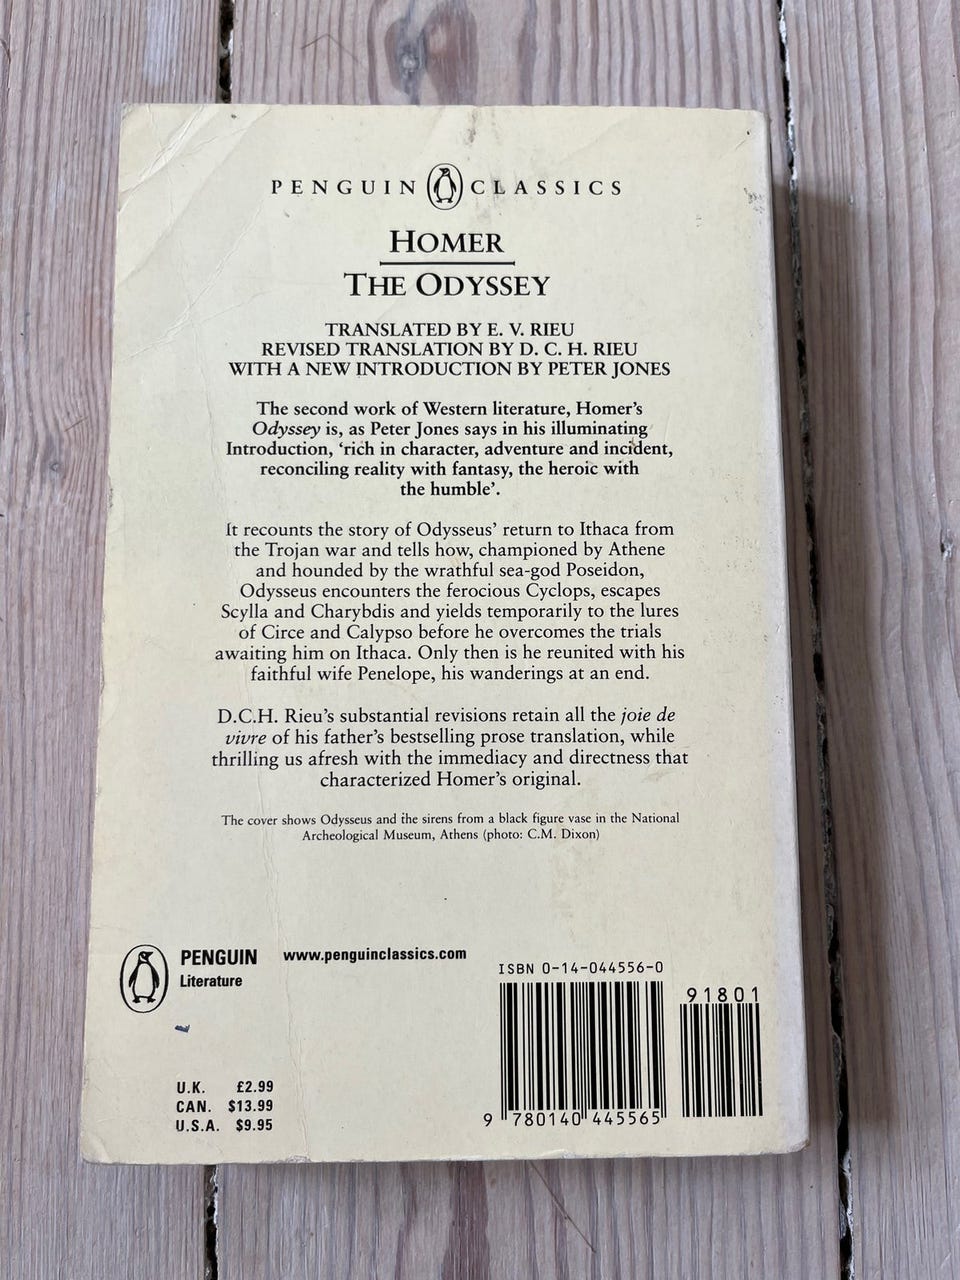 PENGUIN CLASSICS
HOMER
THE ODYSSEY
TRANSLATED BY E. V. RIEU
REVISED TRANSLATION BY D. C. H. RIEU
WITH A NEW INTRODUCTION BY PETER JONES
The second work of Western literature, Homer's
Odyssey is, as Peter Jones says in his illuminating
Introduction, ‘rich in character, adventure and incident,
reconciling reality with fantasy, the heroic with
the humble’.
It recounts the story of Odysseus’ return to Ithaca from
the Trojan war and tells how, championed by Athene
and hounded by the wrathful sea-god Poseidon,
Odysseus encounters the ferocious Cyclops, escapes
Scylla and Charybdis and yields temporarily to the lures
of Circe and Calypso before he overcomes the trials
awaiting him on Ithaca. Only then is he reunited with his
faithful wife Penelope, his wanderings at an end.
D.C.H. Rieu’s substantial revisions retain all the joie de
vivre of his father’s bestselling prose translation, while
thrilling us afresh with the immediacy and directness that
characterized Homer’s original.
The cover shows Odysseus and the sirens from a black figure vase in the National
Archeological Museum, Athens (photo: C.M. Dixon)
PENGUIN www.penguinclassics.com
Literature
ISBN 0-14-044556-0
91801
9 780140 445565
U.K. £2.99
CAN. $13.99
U.S.A. $9.95